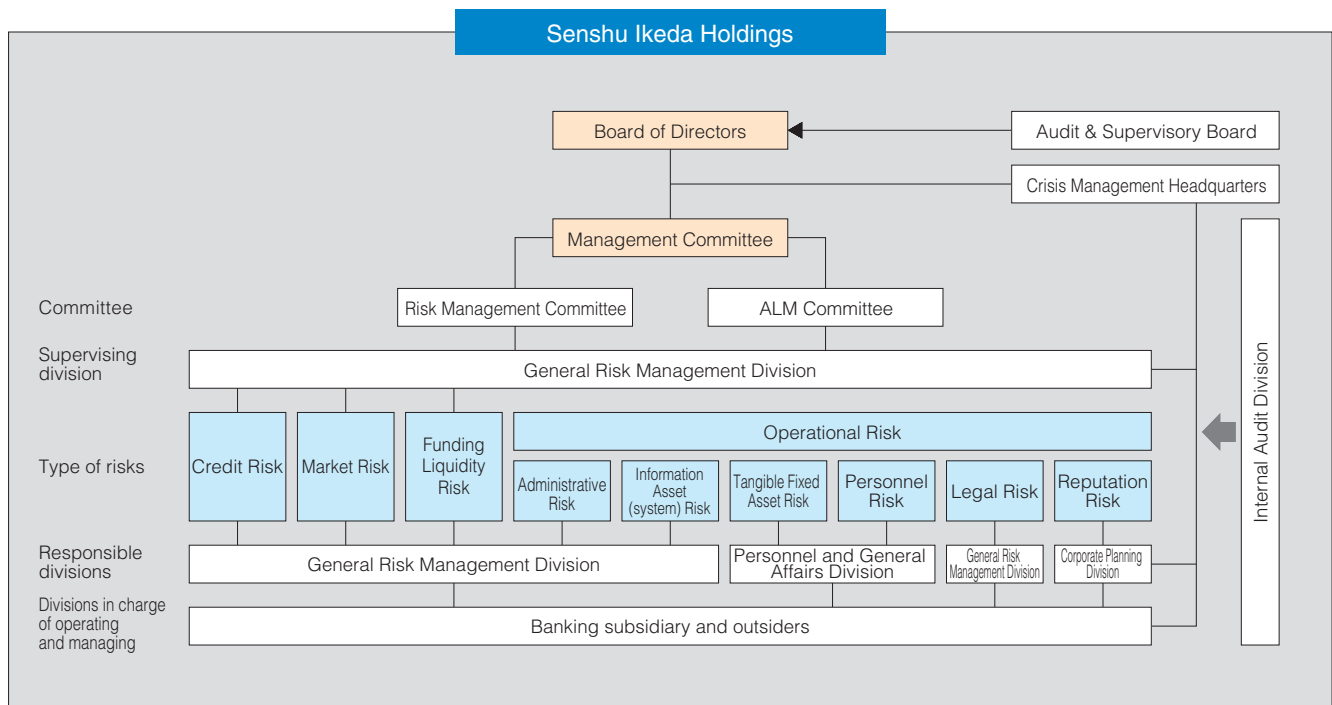 Senshu Ikeda Holdings
Board of Directors
Audit & Supervisory Board
Crisis Management Headquarters
Management Committee
Committee
Risk Management Committee
ALM Committee
Supervising
division
General Risk Management Division
Internal Audit Division
Type of risks
Credit Risk
Market Risk
Funding
Liquidity
Risk
Operational Risk
Administrative
Risk
Information
Asset
(system) Risk
Tangible Fixed
Asset Risk
Personnel
Risk
Legal Risk
Reputation
Risk
Responsible
divisions
General Risk Management Division
Personnel and General
Affairs Division
General Risk
Management Division
Corporate Planning
Division
Divisions in charge
of operating
and managing
Banking subsidiary and outsiders